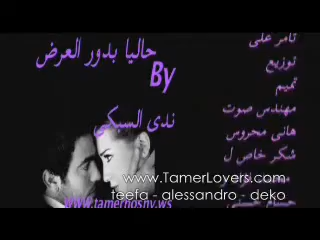 حاليا بدور العرض
By
ندى السبكى
www.TamerLovers.com
teefa - alessandro - deko
www.tamerhosny.ws
تامر على
توزيع
تميم
مهندس صوت
هانى محروس
شكر خاص ل